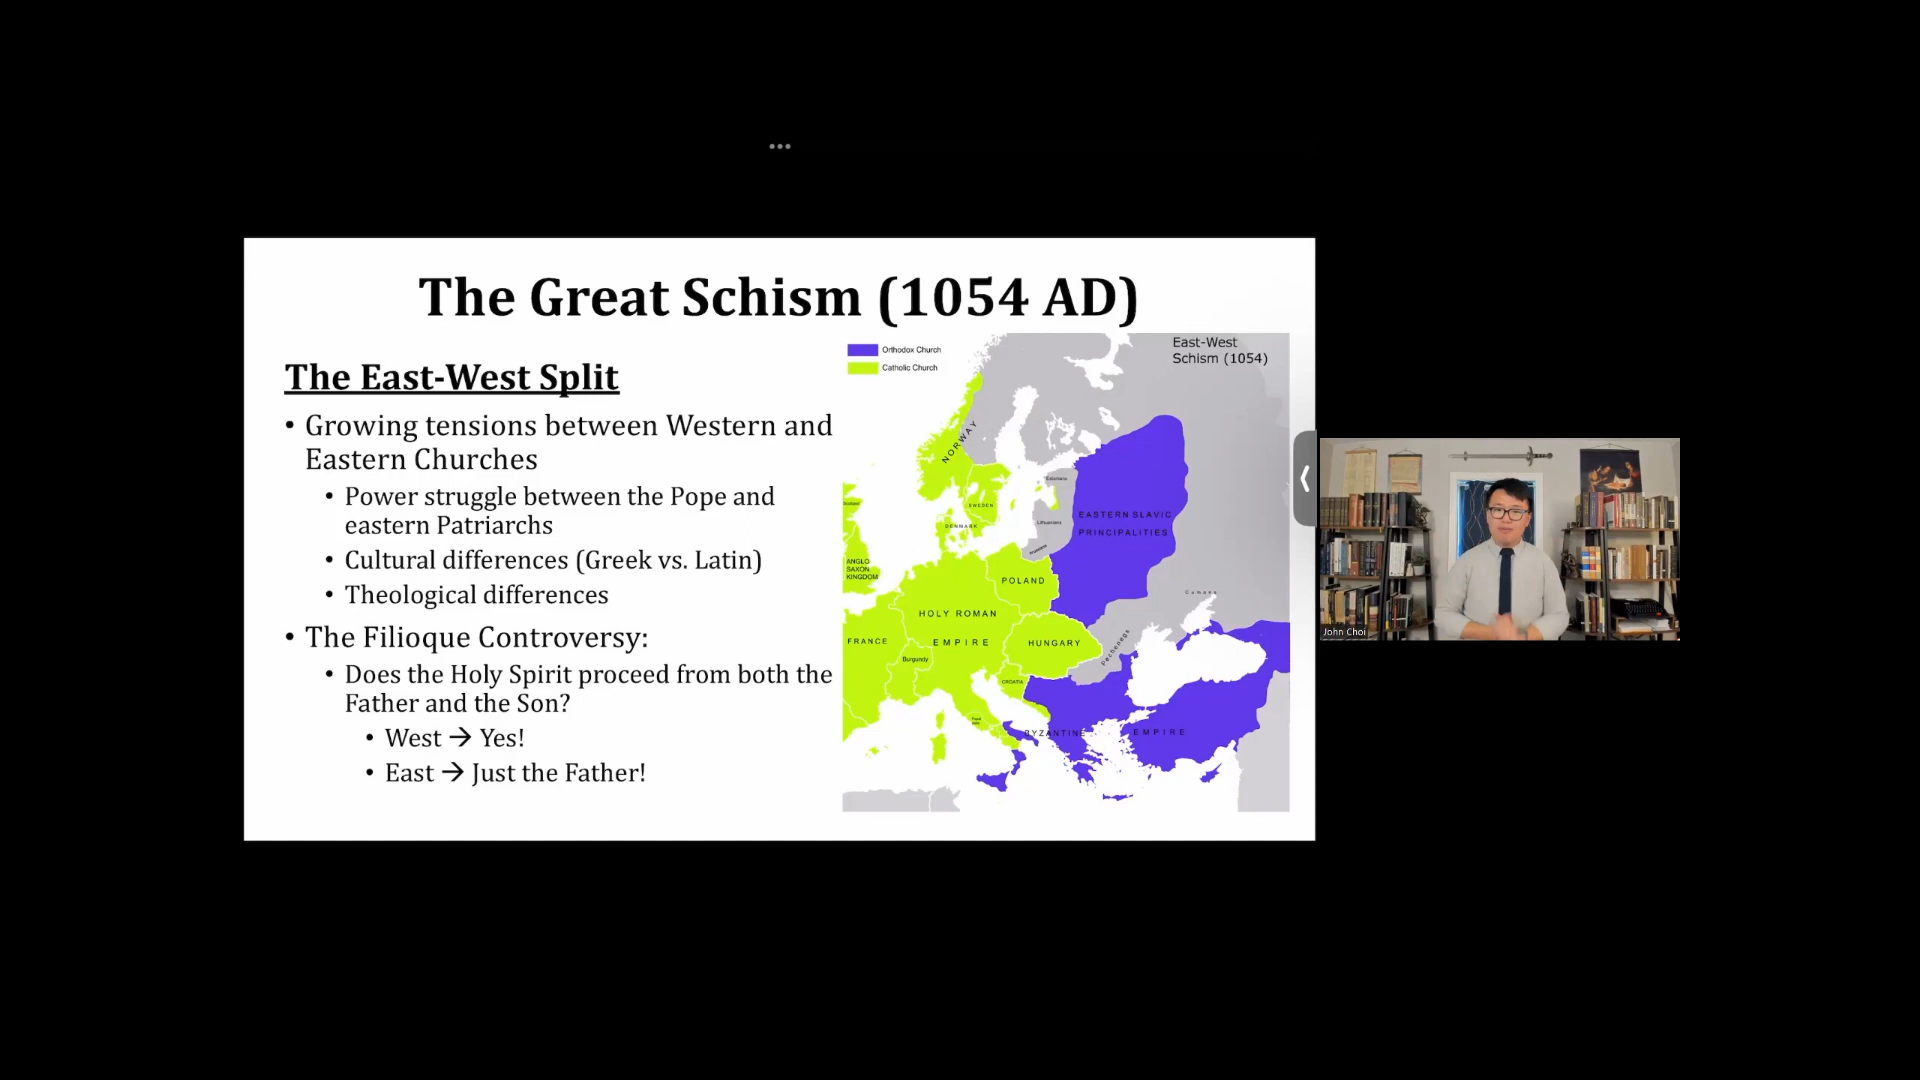 The Great Schism (1054 AD)
The East-West Split
• Growing tensions between Western and
Eastern Churches
• Power struggle between the Pope and
eastern Patriarchs
• Cultural differences (Greek vs. Latin)
• Theological differences
• The Filioque Controversy:
• Does the Holy Spirit proceed from both the
Father and the Son?
• West → Yes!
• East → Just the Father!
Orthodox Church
Catholic Church
East-West
Schism (1054)
NORWAY
SWEDEN
DENMARK
Lithuanians
EASTERN SLAVIC
PRINCIPALITIES
ANGLO
SAXON
KINGDOM
POLAND
Cumans
HOLY ROMAN
EMPIRE
FRANCE
HUNGARY
Pechenegs
Burgundy
CROATIA
BYZANTINE EMPIRE
John Choi